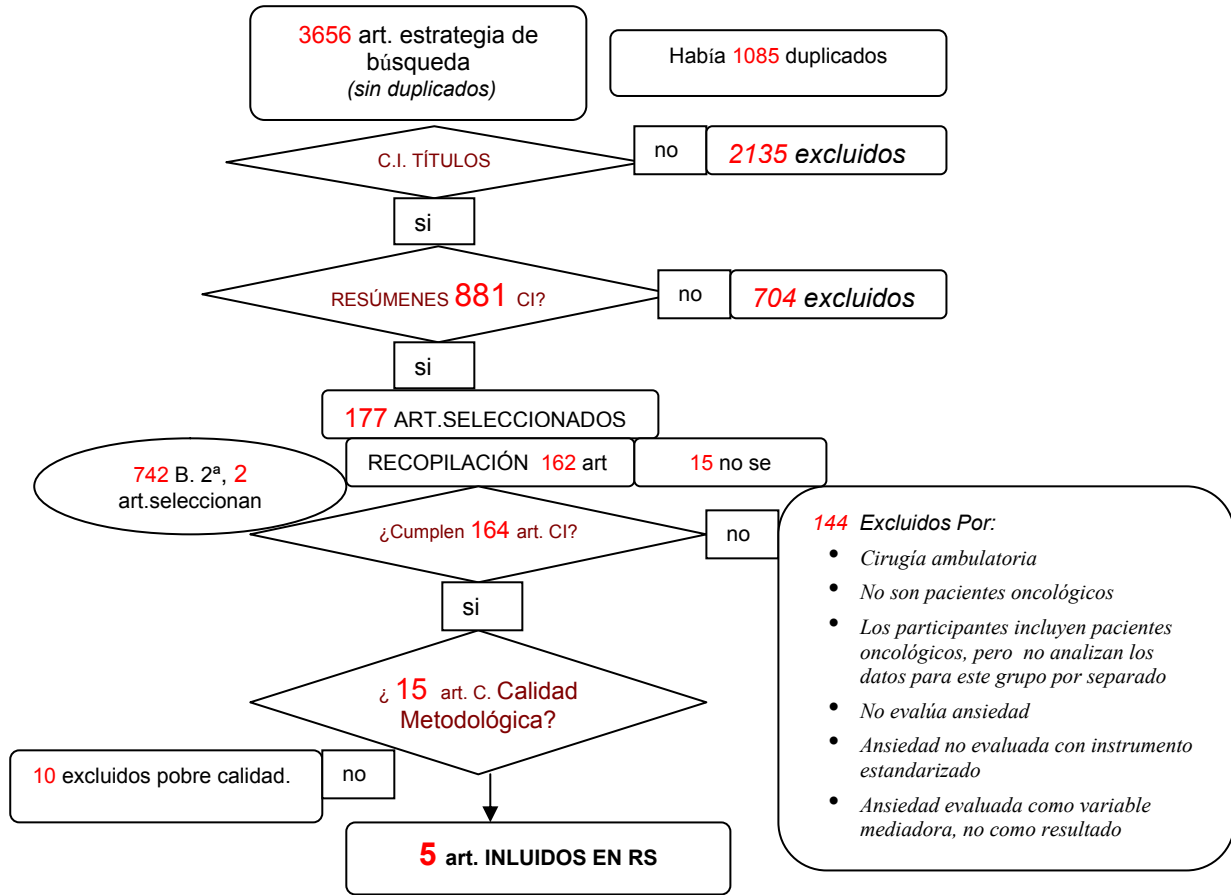 3656 art. estrategia de
búsqueda
(sin duplicados)
Había 1085 duplicados
C.I. TÍTULOS
no
2135 excluidos
si
RESÚMENES 881 CI?
no
704 excluidos
si
177 ART.SELECCIONADOS
742 B. 2ª, 2
art.seleccionan
RECOPILACIÓN 162 art
15 no se
¿Cumplen 164 art. CI?
no
144 Excluidos Por:
• Cirugía ambulatoria
• No son pacientes oncológicos
• Los participantes incluyen pacientes
oncológicos, pero no analizan los
datos para este grupo por separado
• No evalúa ansiedad
• Ansiedad no evaluada con instrumento
estandarizado
• Ansiedad evaluada como variable
mediadora, no como resultado
si
¿ 15 art. C. Calidad
Metodológica?
10 excluidos pobre calidad.
no
5 art. INLUIDOS EN RS